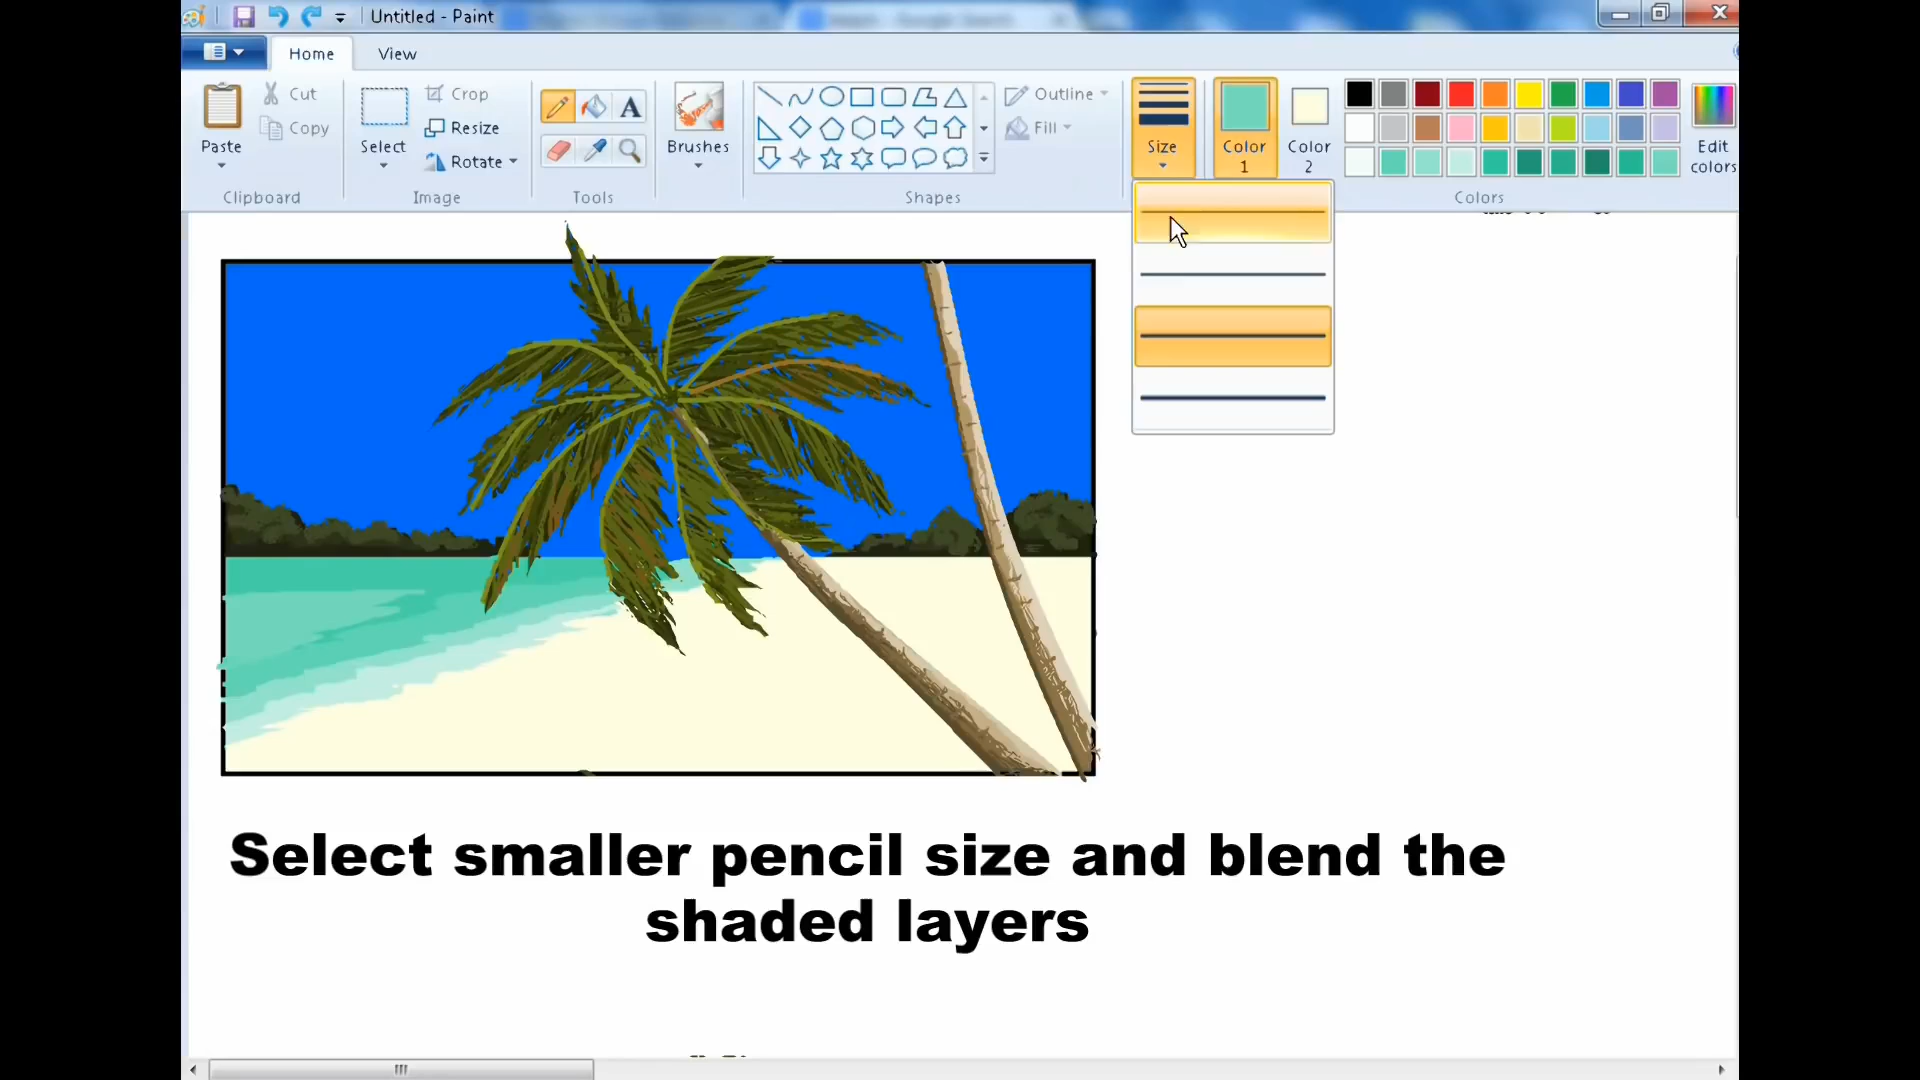 Untitled - Paint
Home View
Cut
Copy
Paste
Clipboard
Crop
Resize
Rotate
Select
Image
A
Tools
Brushes
Outline
Fill
Shapes
Size
Color 1
Color 2
Edit colors
Colors
Select smaller pencil size and blend the
shaded layers